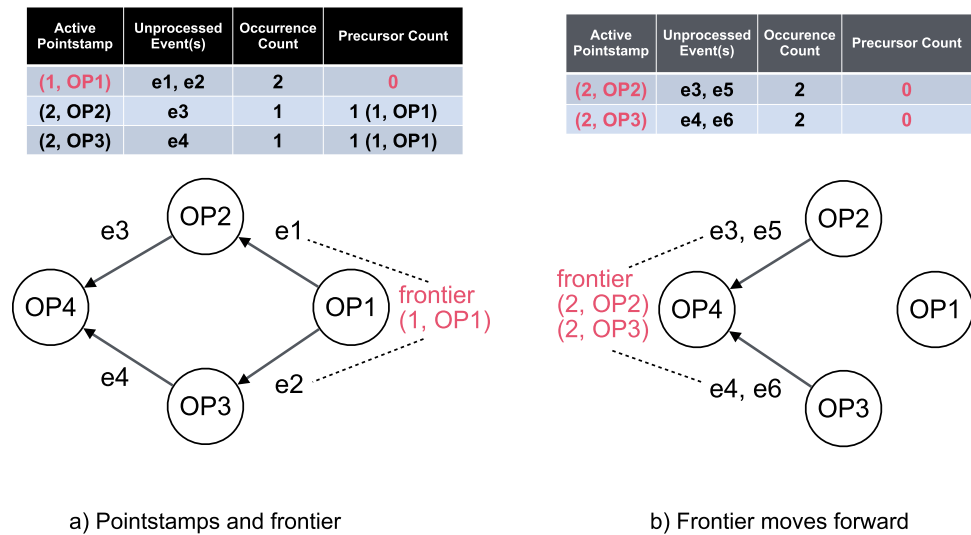 Active Pointstamp Unprocessed Event(s) Occurrence Count Precursor Count
(1, OP1) e1, e2 2 0
(2, OP2) e3 1 1 (1, OP1)
(2, OP3) e4 1 1 (1, OP1)
OP2
e3
e1
OP4
OP1
frontier
(1, OP1)
e4
e2
OP3
a) Pointstamps and frontier
Active Pointstamp Unprocessed Event(s) Occurence Count Precursor Count
(2, OP2) e3, e5 2 0
(2, OP3) e4, e6 2 0
OP2
e3, e5
frontier
(2, OP2)
(2, OP3)
OP4
OP1
e4, e6
OP3
b) Frontier moves forward